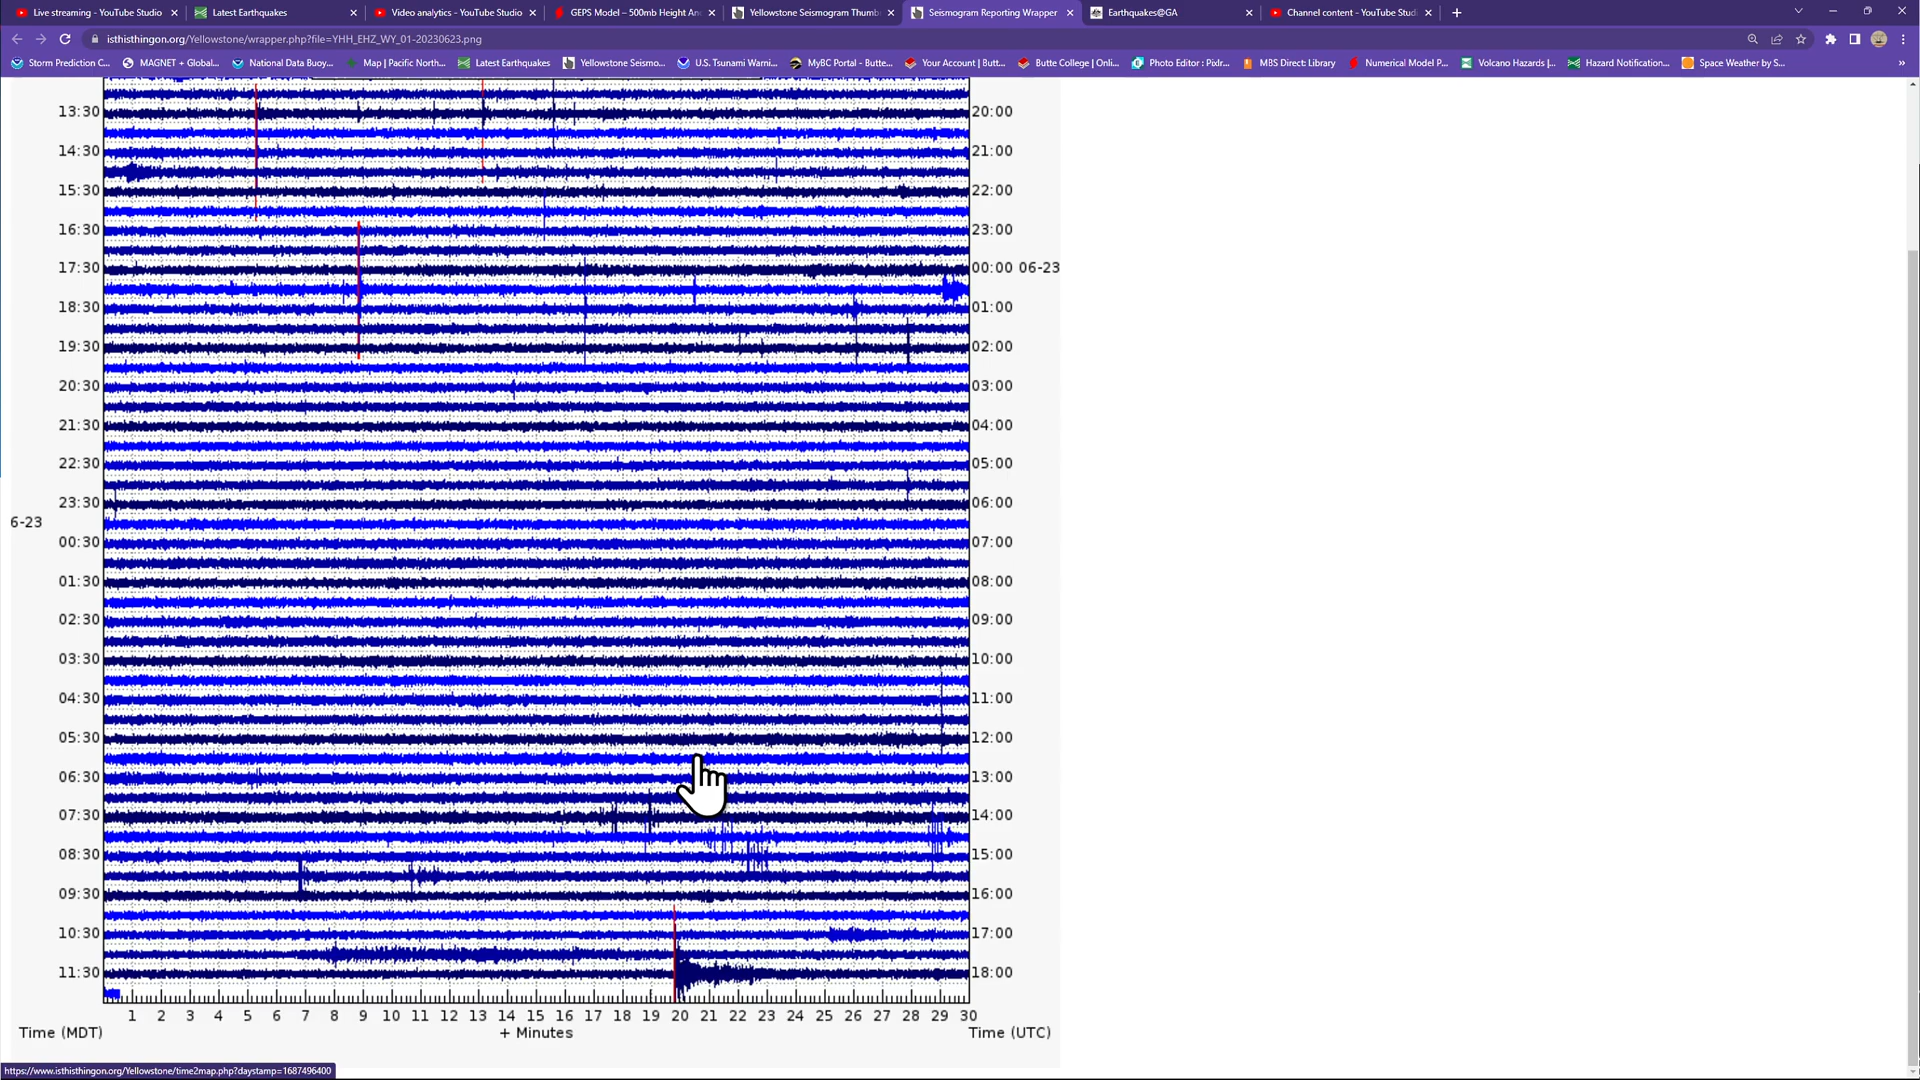 Live streaming - YouTube Studio
Latest Earthquakes
Video analytics - YouTube Studio
GEPS Model – 500mb Height An
Yellowstone Seismogram Thumb
Seismogram Reporting Wrapper
Earthquakes@GA
Channel content - YouTube Studi
isthisthingon.org/Yellowstone/wrapper.php?file=YHH_EHZ_WY_01-20230623.png
Storm Prediction C...
MAGNET + Global...
National Data Buoy...
Map | Pacific North...
Latest Earthquakes
Yellowstone Seismo...
U.S. Tsunami Warni...
MyBC Portal - Butte...
Your Account | Butt...
Butte College | Onli...
Photo Editor : Pixlr...
MBS Direct Library
Numerical Model P...
Volcano Hazards |...
Hazard Notification...
Space Weather by S...
13:30 20:00
14:30 21:00
15:30 22:00
16:30 23:00
17:30 00:00 06-23
18:30 01:00
19:30 02:00
20:30 03:00
21:30 04:00
22:30 05:00
23:30 06:00
6-23
00:30 07:00
01:30 08:00
02:30 09:00
03:30 10:00
04:30 11:00
05:30 12:00
06:30 13:00
07:30 14:00
08:30 15:00
09:30 16:00
10:30 17:00
11:30 18:00
1 2 3 4 5 6 7 8 9 10 11 12 13 14 15 16 17 18 19 20 21 22 23 24 25 26 27 28 29 30
Time (MDT) + Minutes Time (UTC)
https://www.isthisthingon.org/Yellowstone/time2map.php?daystamp=1687496400